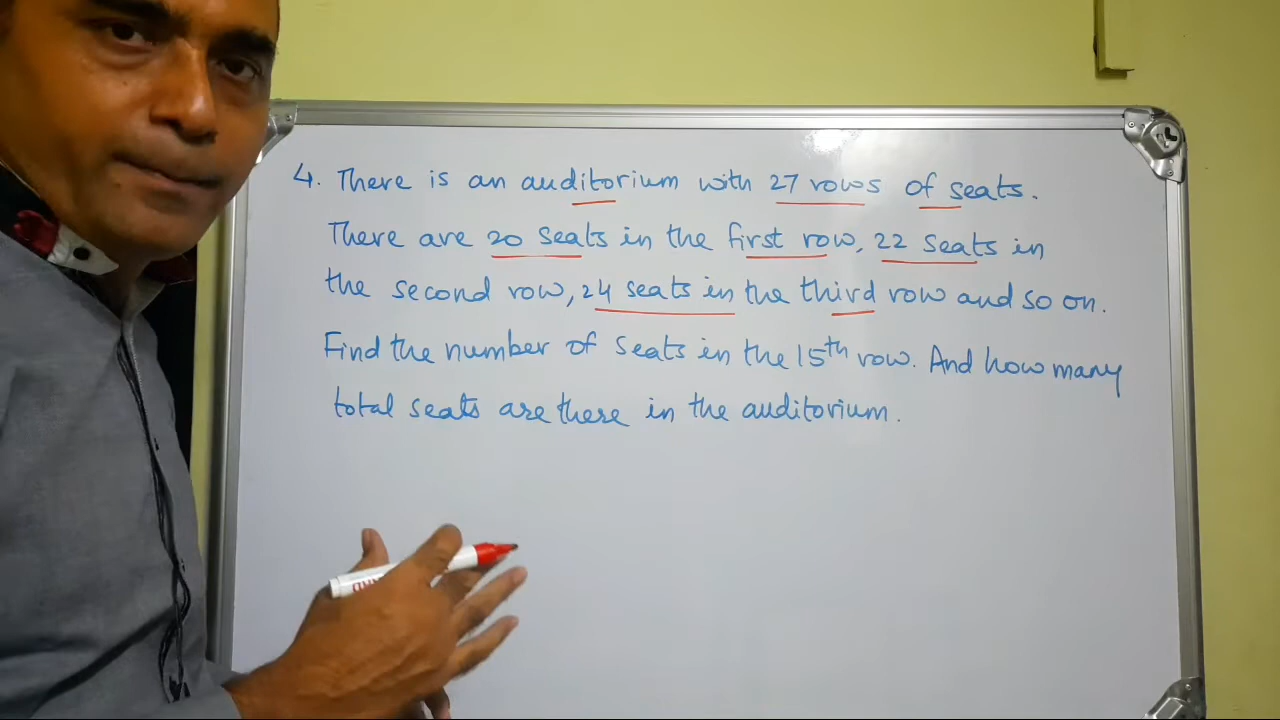 4. There is an auditorium with 27 rows of seats.
There are 20 seats in the first row, 22 seats in
the second row, 24 seats in the third row and so on.
Find the number of seats in the 15th row. And how many
total seats are there in the auditorium.